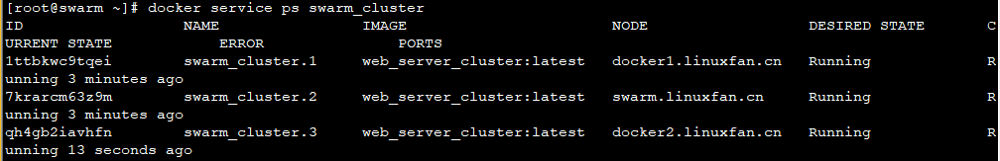 [root@swarm ~]# docker service ps swarm_cluster
ID                  NAME                IMAGE                       NODE                    DESIRED STATE       C
URRENT STATE            ERROR               PORTS
1ttbkwc9tqei        swarm_cluster.1     web_server_cluster:latest   docker1.linuxfan.cn     Running             R
unning 3 minutes ago
7krarcm63z9m        swarm_cluster.2     web_server_cluster:latest   swarm.linuxfan.cn       Running             R
unning 3 minutes ago
qh4gb2iavhfn        swarm_cluster.3     web_server_cluster:latest   docker2.linuxfan.cn     Running             R
unning 13 seconds ago